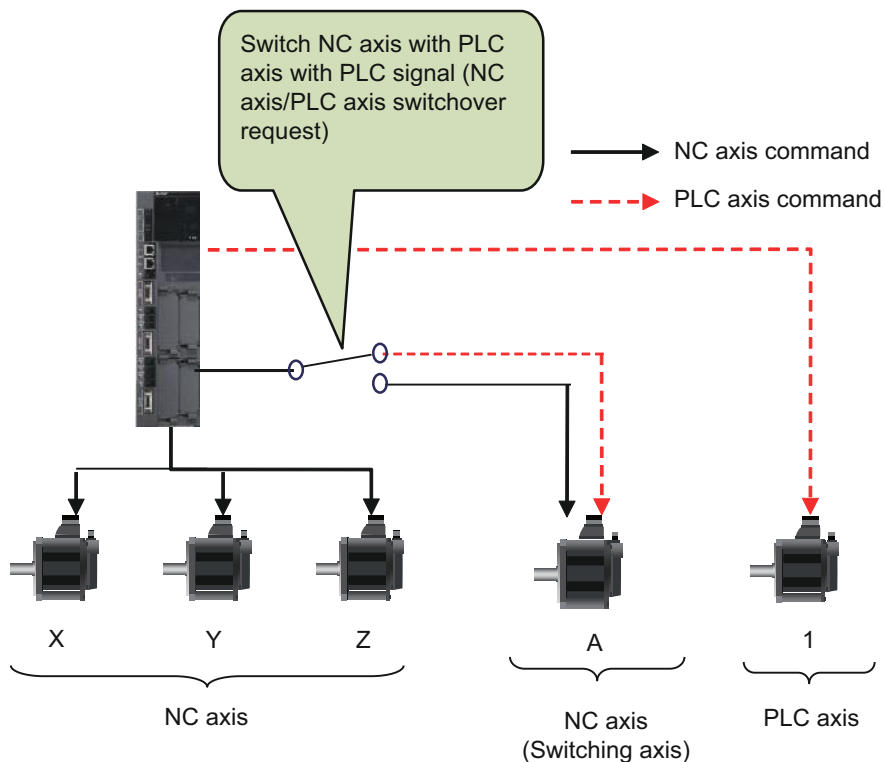 Switch NC axis with PLC
axis with PLC signal (NC
axis/PLC axis switchover
request)
NC axis command
PLC axis command
X
Y
Z
A
1
NC axis
NC axis
(Switching axis)
PLC axis